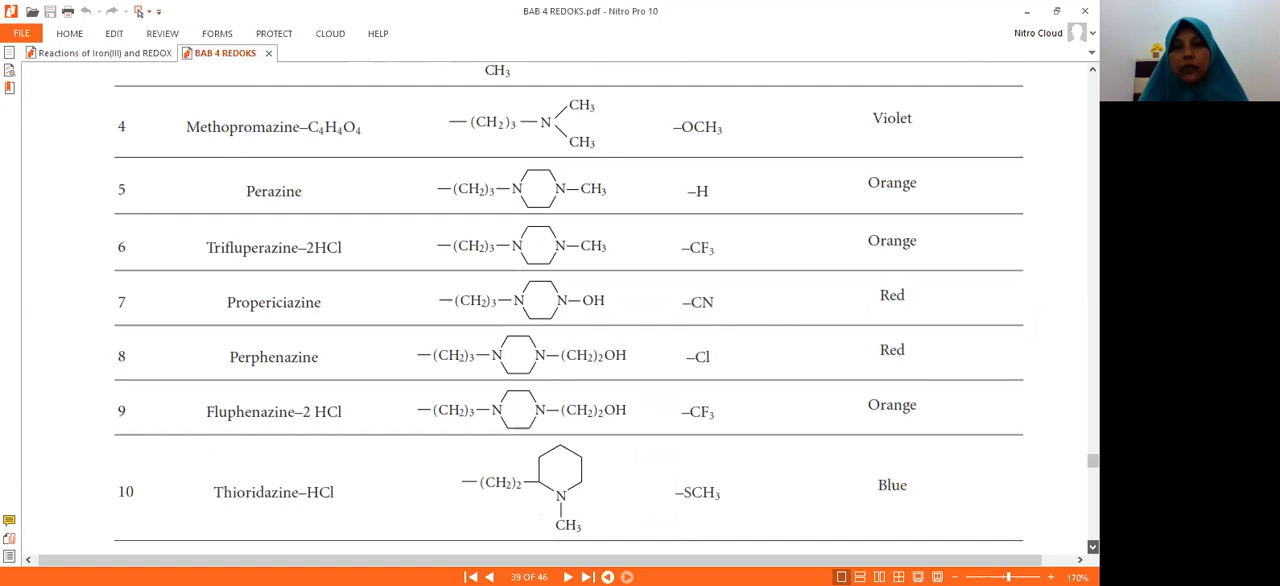 BAB 4 REDOKS.pdf - Nitro Pro 10
FILE
HOME
EDIT
REVIEW
FORMS
PROTECT
CLOUD
HELP
Nitro Cloud
Reactions of Iron(III) and REDOX
BAB 4 REDOKS
CH₃
4 Methopromazine–C₄H₄O₄ —(CH₂)₃—N CH₃ CH₃ –OCH₃ Violet
5 Perazine —(CH₂)₃—N N—CH₃ –H Orange
6 Trifluperazine–2HCl —(CH₂)₃—N N—CH₃ –CF₃ Orange
7 Propericiazine —(CH₂)₃—N N—OH –CN Red
8 Perphenazine —(CH₂)₃—N N—(CH₂)₂OH –Cl Red
9 Fluphenazine–2 HCl —(CH₂)₃—N N—(CH₂)₂OH –CF₃ Orange
10 Thioridazine–HCl —(CH₂)₂ N CH₃ –SCH₃ Blue
39 OF 46
170%